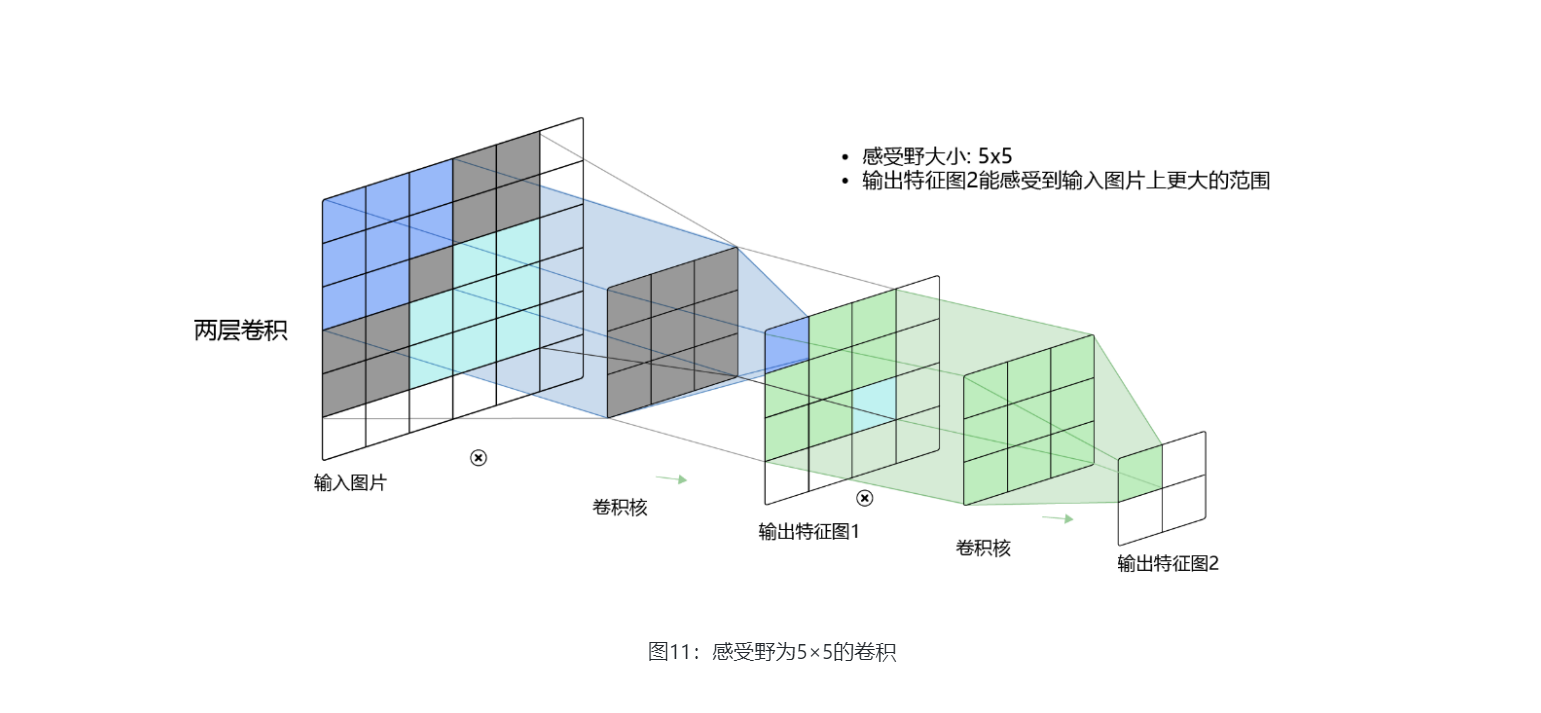 • 感受野大小: 5x5
• 输出特征图2能感受到输入图片上更大的范围
两层卷积
输入图片
卷积核
输出特征图1
卷积核
输出特征图2
图11：感受野为5×5的卷积